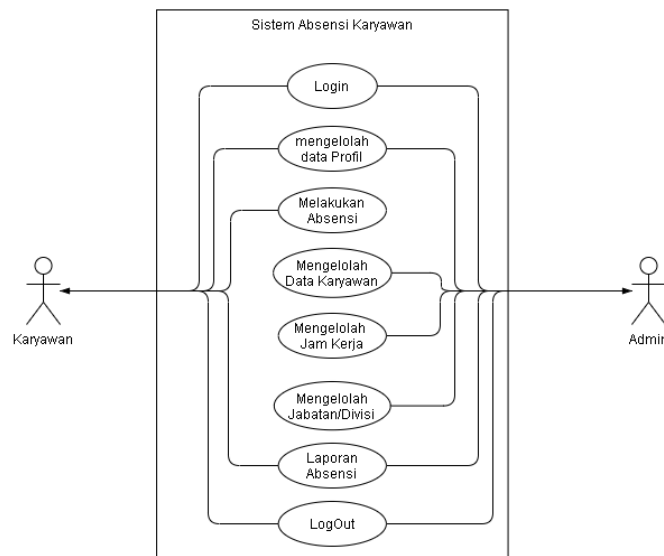 Sistem Absensi Karyawan
Login
mengelolah
data Profil
Melakukan
Absensi
Mengelolah
Data Karyawan
Karyawan
Admin
Mengelolah
Jam Kerja
Mengelolah
Jabatan/Divisi
Laporan
Absensi
LogOut